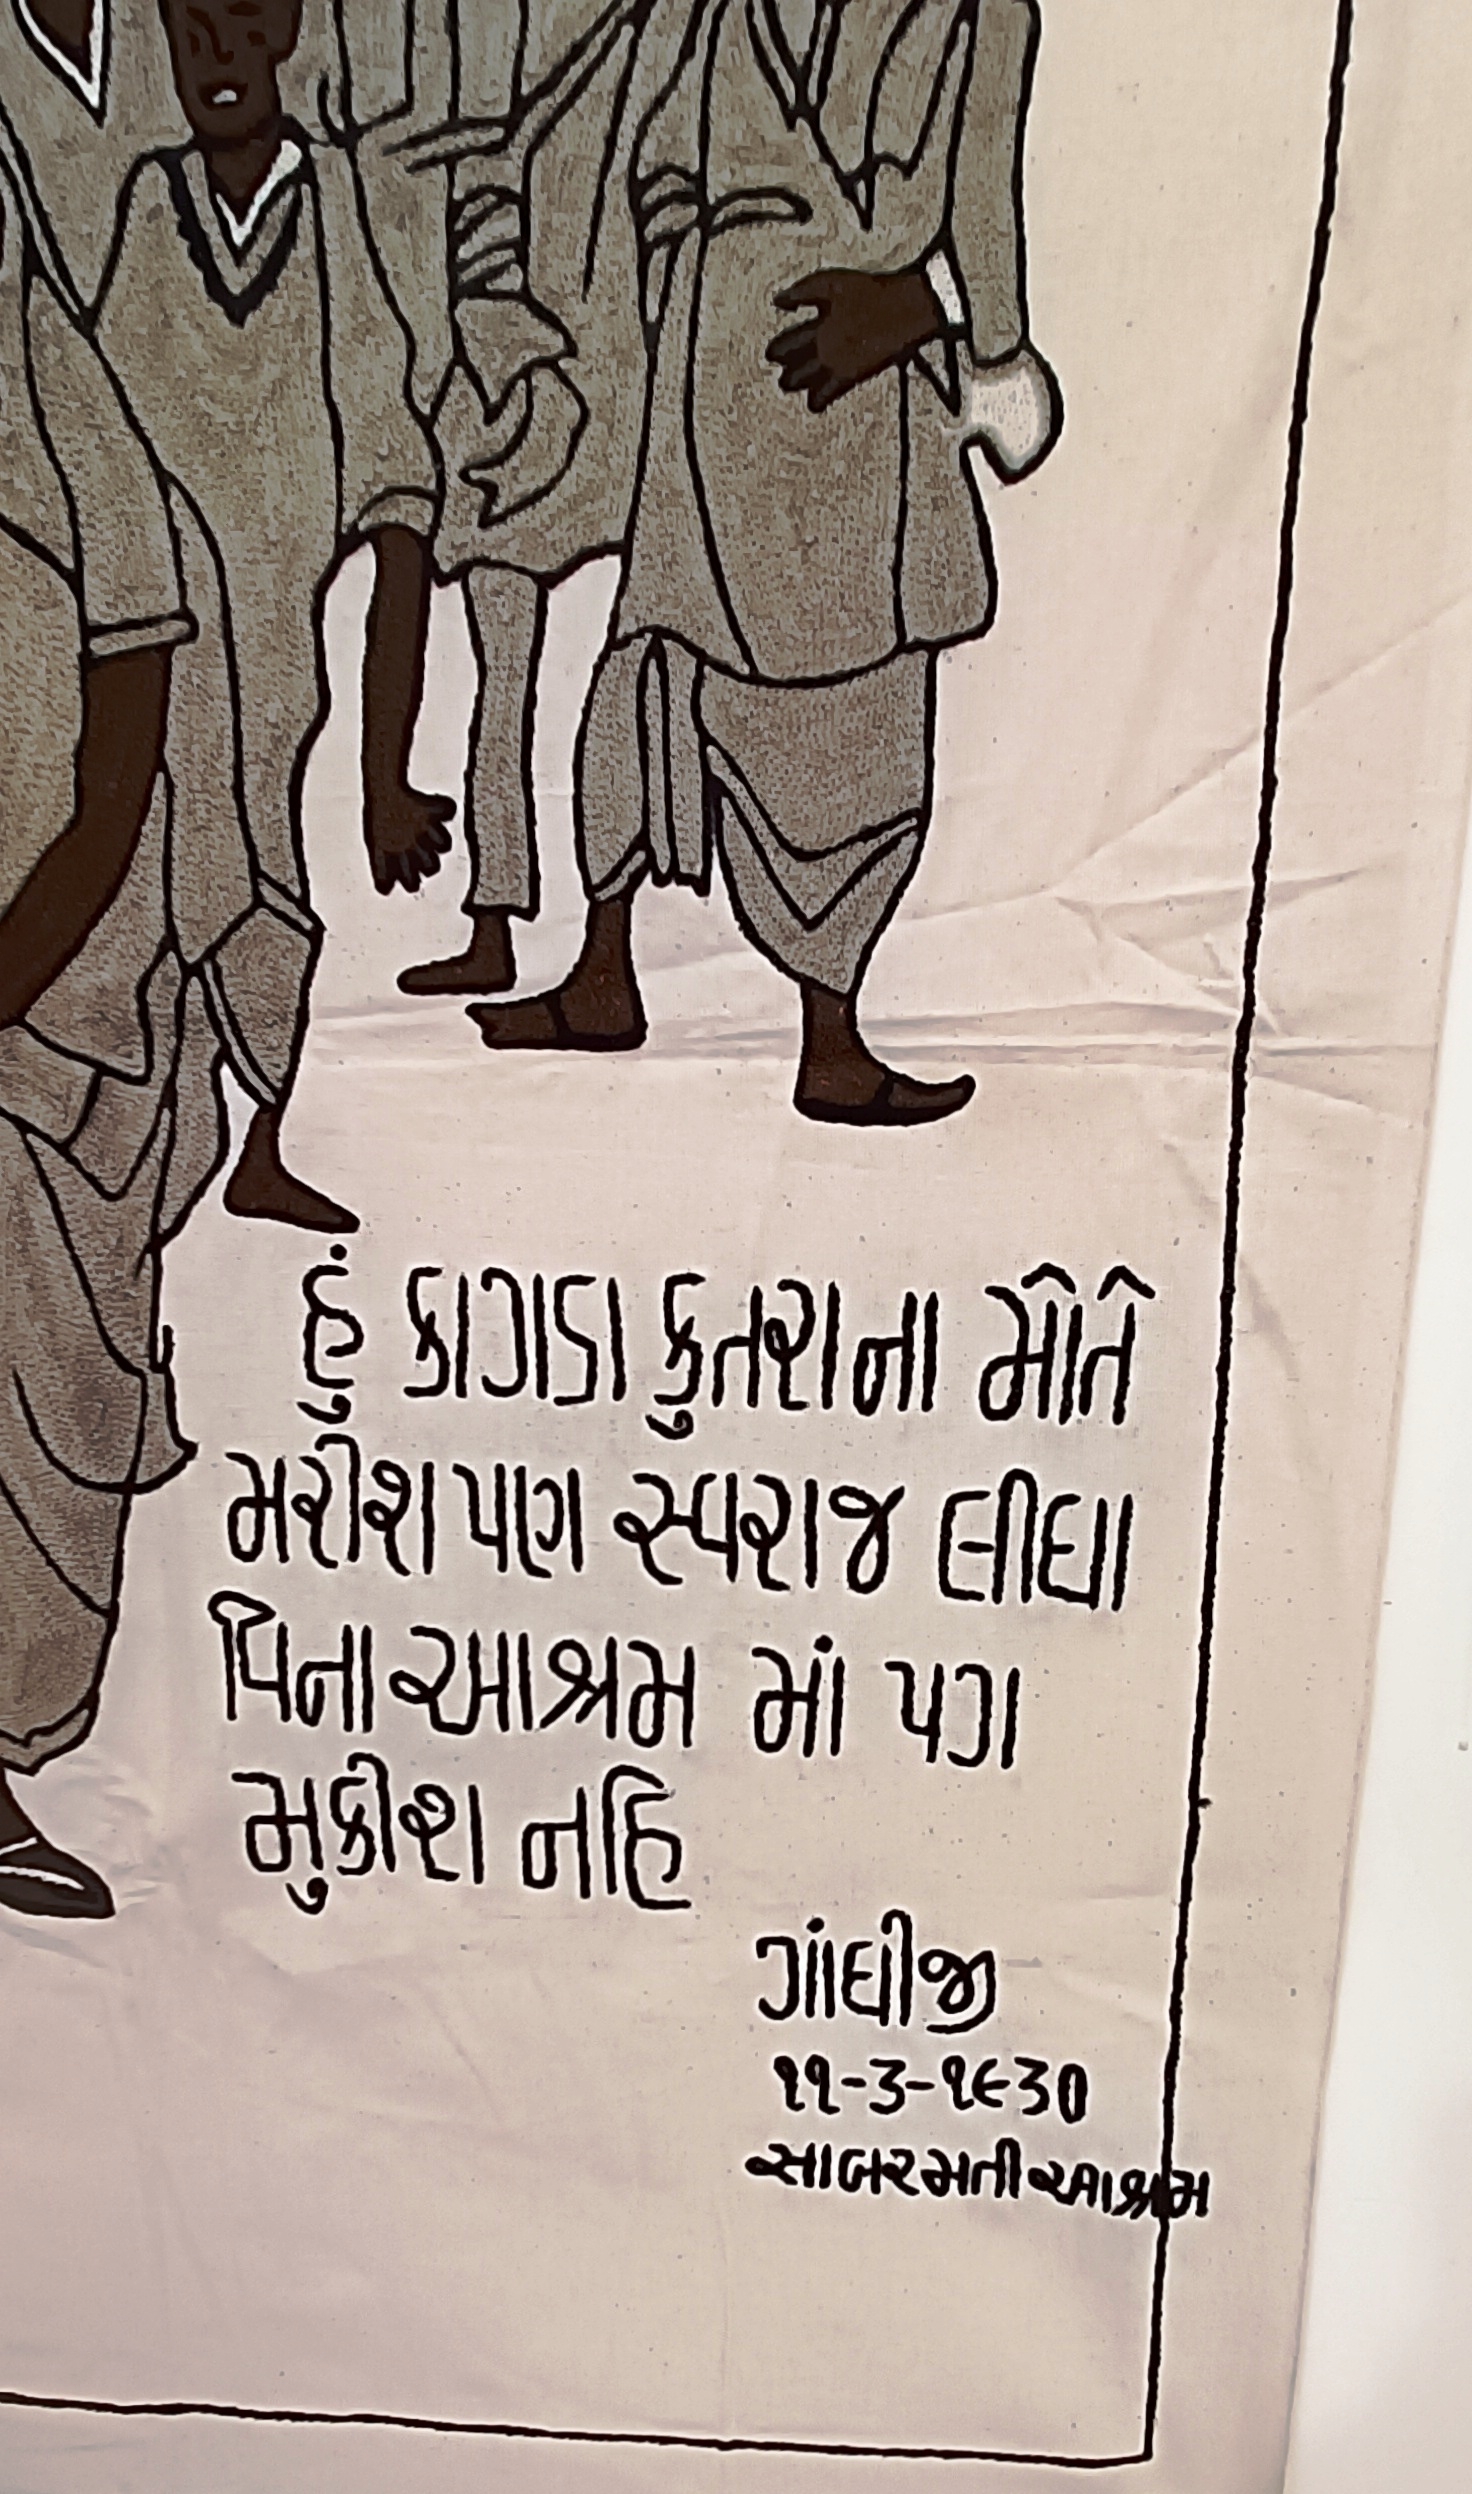 હું કાગડા કુતરાના મૌતે
મરીશ પણ સ્વરાજ લીધા
વિના આશ્રમ માં પગ
મુકીશ નહિ
ગાંધીજી
૧૧-૩-૧૯૩૦
સાબરમતી આશ્રમ